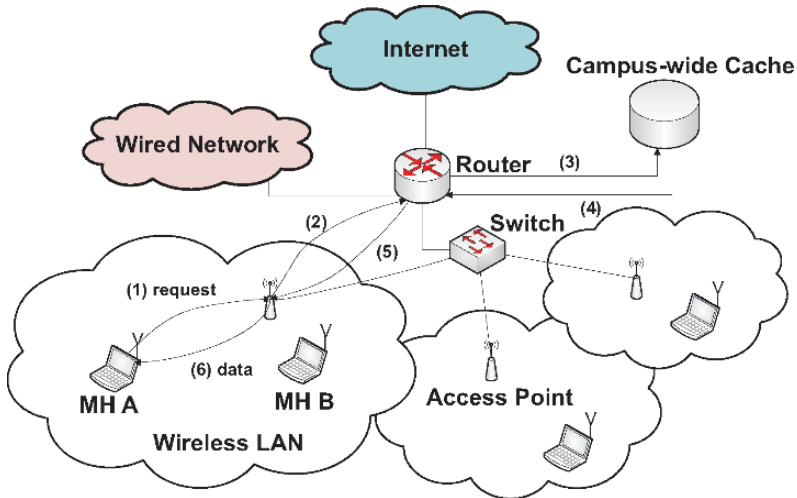 Internet
Campus-wide Cache
Wired Network
Router
(3)
(2)
(4)
Switch
(5)
(1) request
(6) data
MH A
MH B
Access Point
Wireless LAN